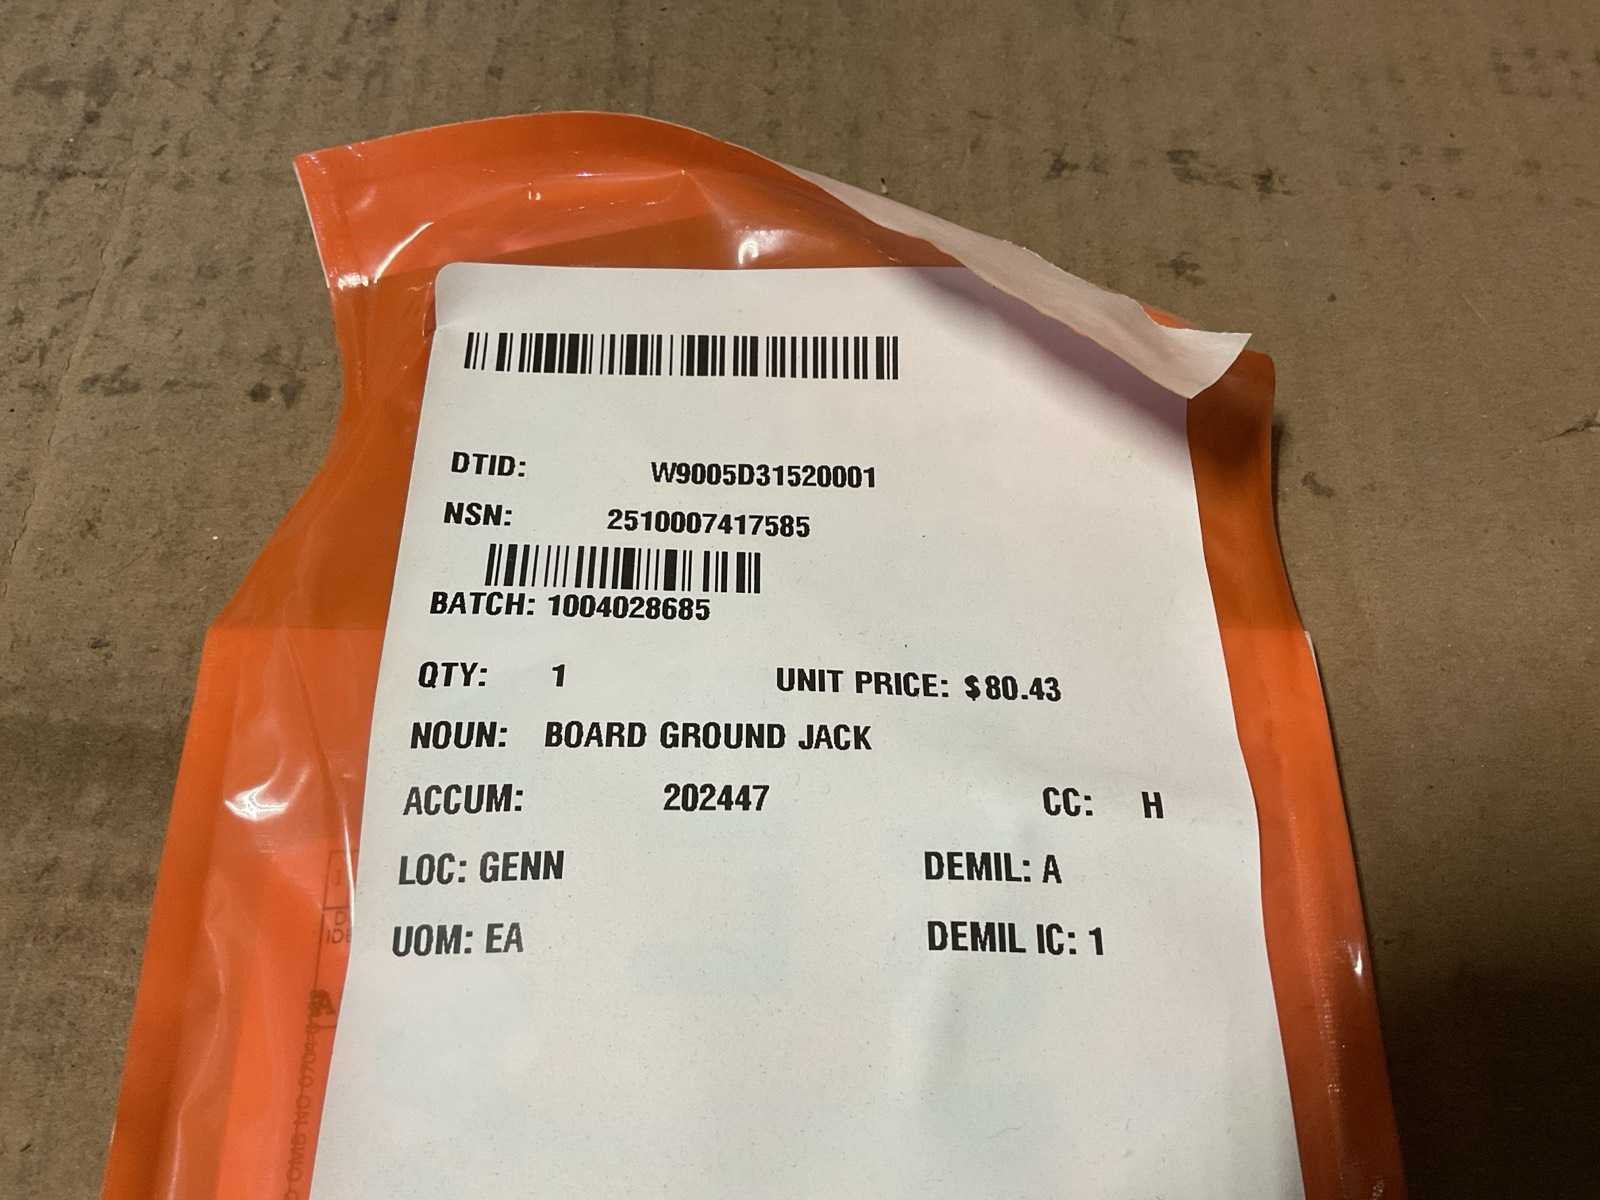 DTID: W9005D31520001
NSN: 2510007417585
BATCH: 1004028685
QTY: 1 UNIT PRICE: $80.43
NOUN: BOARD GROUND JACK
ACCUM: 202447 CC: H
LOC: GENN DEMIL: A
UOM: EA DEMIL IC: 1